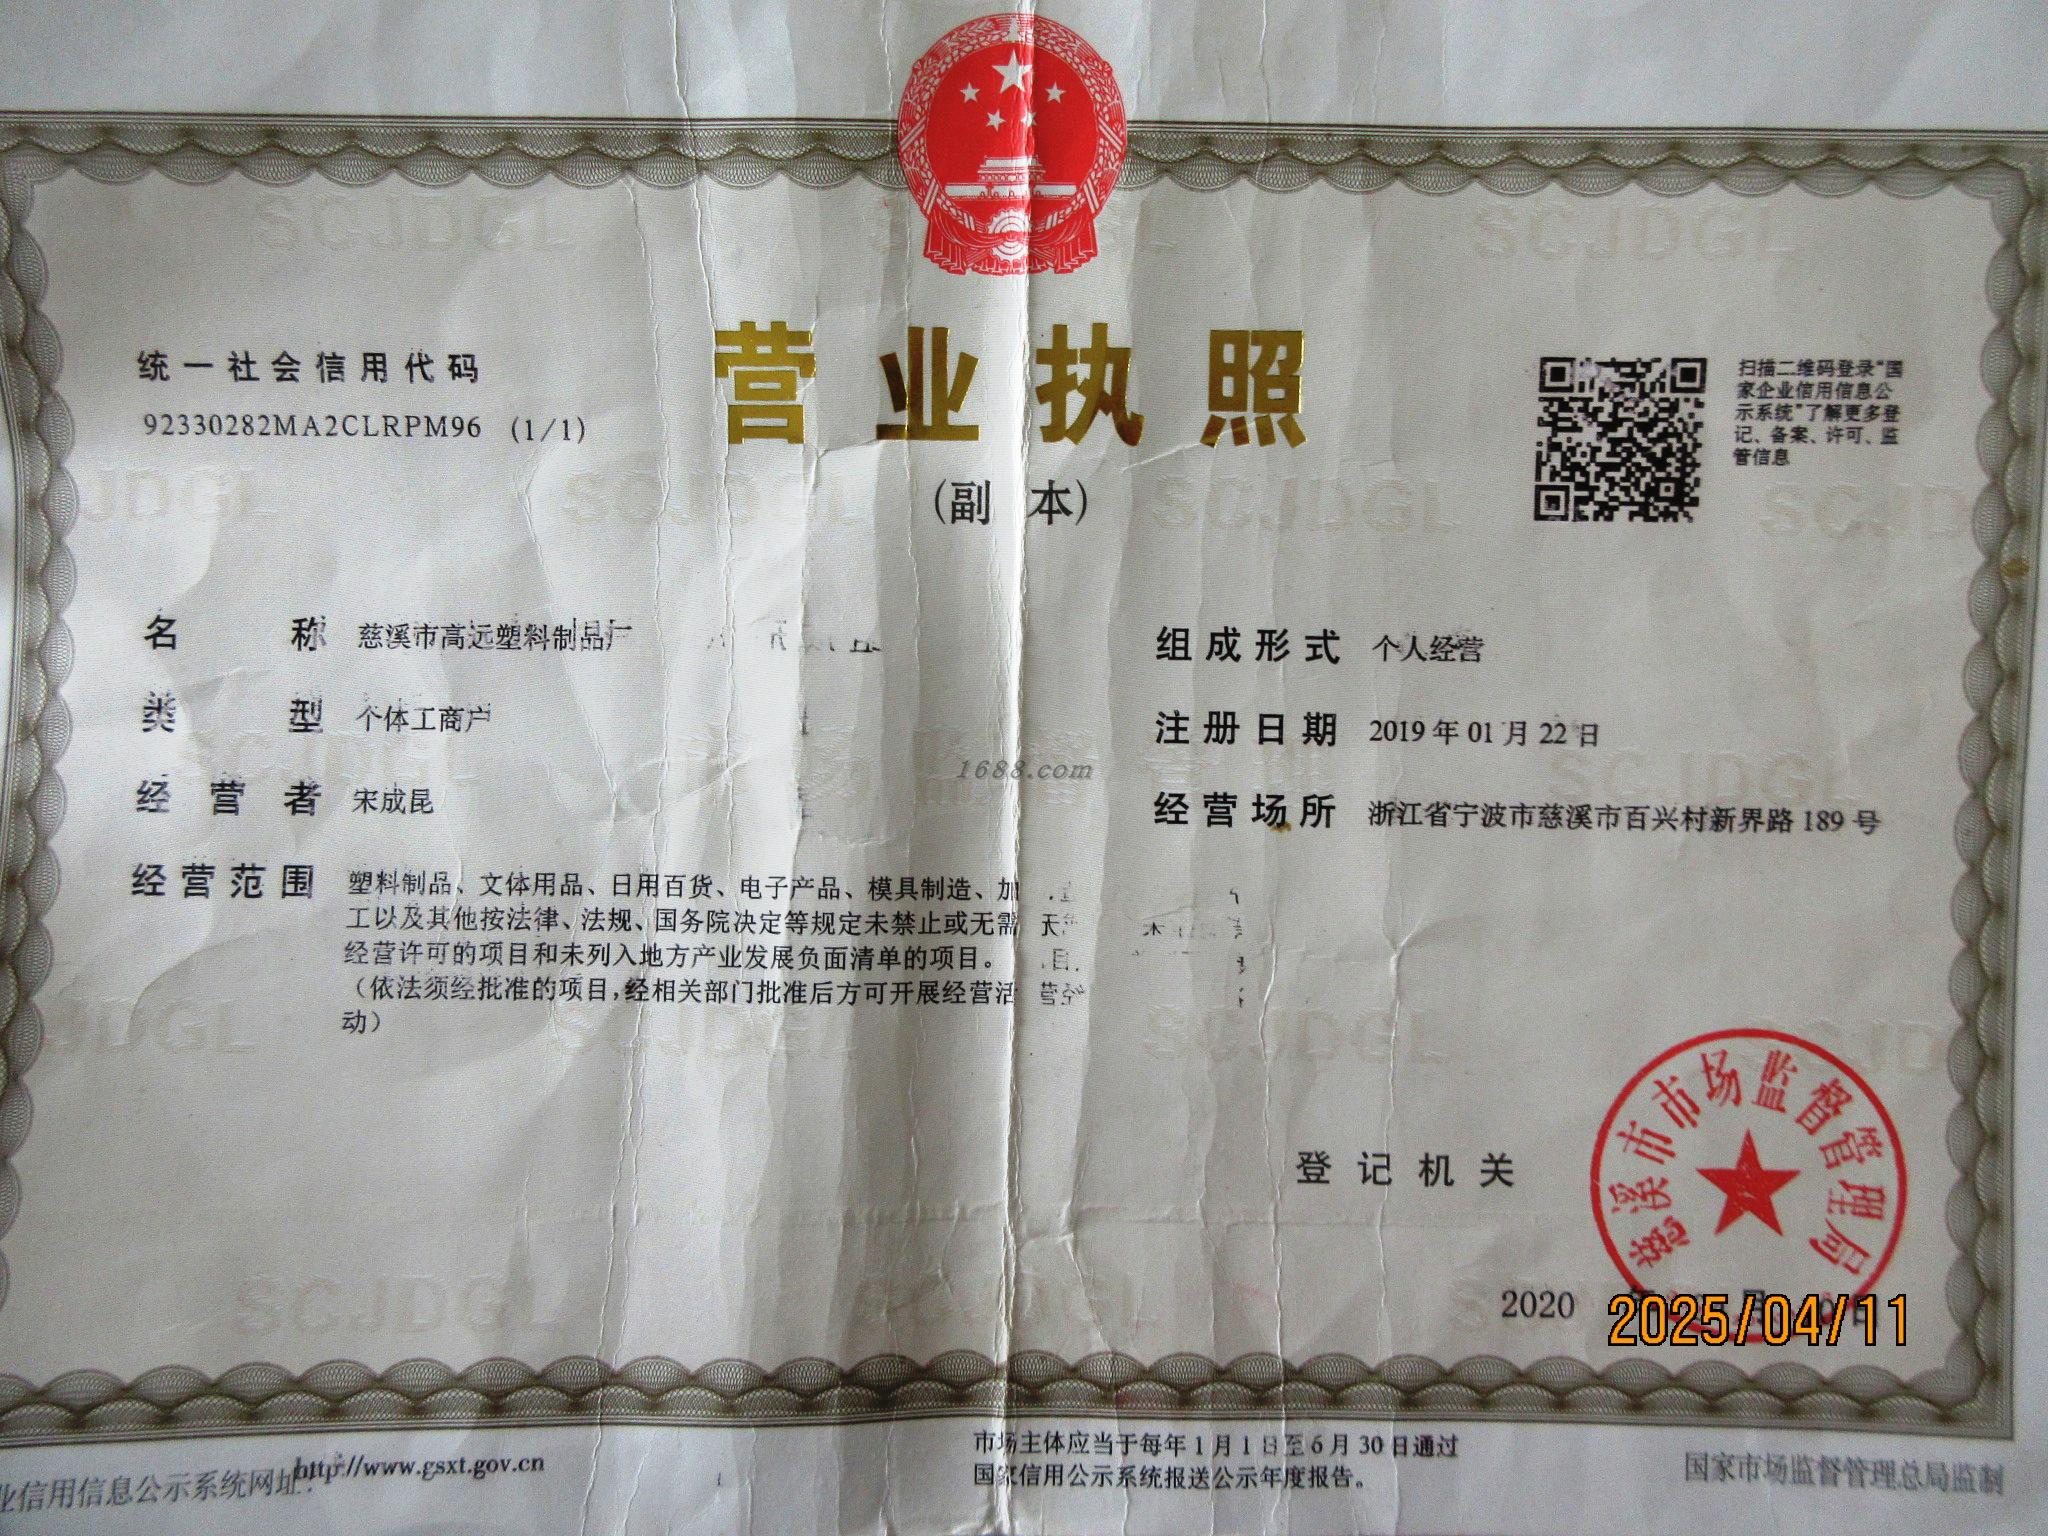 统一社会信用代码
92330282MA2CLRPM96 (1/1)
营业执照
(副 本)
扫描二维码登录“国
家企业信用信息公
示系统”了解更多登
记、备案、许可、监
管信息
名 称 慈溪市高远塑料制品厂
类 型 个体工商户
经 营 者 宋成昆
经营范围 塑料制品、文体用品、日用百货、电子产品、模具制造、加
工以及其他按法律、法规、国务院决定等规定未禁止或无需
经营许可的项目和未列入地方产业发展负面清单的项目。
（依法须经批准的项目,经相关部门批准后方可开展经营活
动）
组成形式 个人经营
注册日期 2019 年 01 月 22 日
经营场所 浙江省宁波市慈溪市百兴村新界路 189 号
1688.com
登记机关
慈溪市市场监督管理局
2020 年 月 日
2025/04/11
业信用信息公示系统网址:
http://www.gsxt.gov.cn
市场主体应当于每年 1 月 1 日至 6 月 30 日通过
国家信用公示系统报送公示年度报告。
国家市场监督管理总局监制
SCJDGL